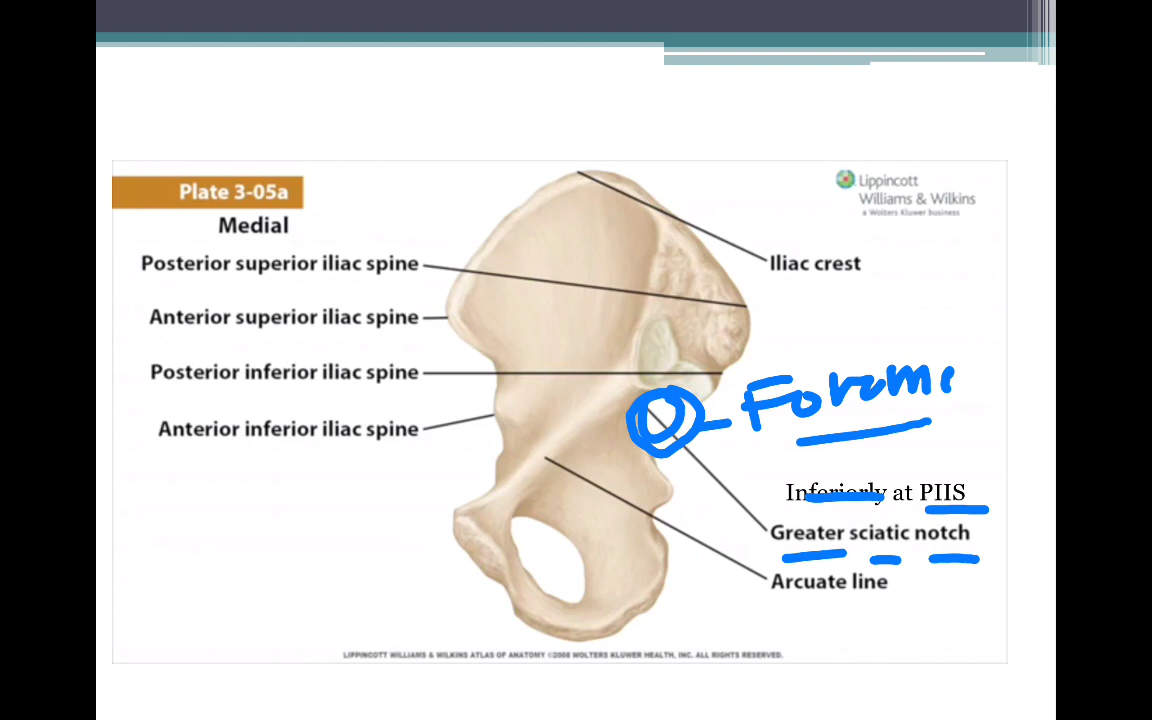 Plate 3-05a
Lippincott
Williams & Wilkins
a Wolters Kluwer business
Medial
Posterior superior iliac spine
Iliac crest
Anterior superior iliac spine
Posterior inferior iliac spine
Forame
Anterior inferior iliac spine
Inferiorly at PIIS
Greater sciatic notch
Arcuate line
LIPPINCOTT WILLIAMS & WILKINS ATLAS OF ANATOMY ©2008 WOLTERS KLUWER HEALTH, INC. ALL RIGHTS RESERVED.